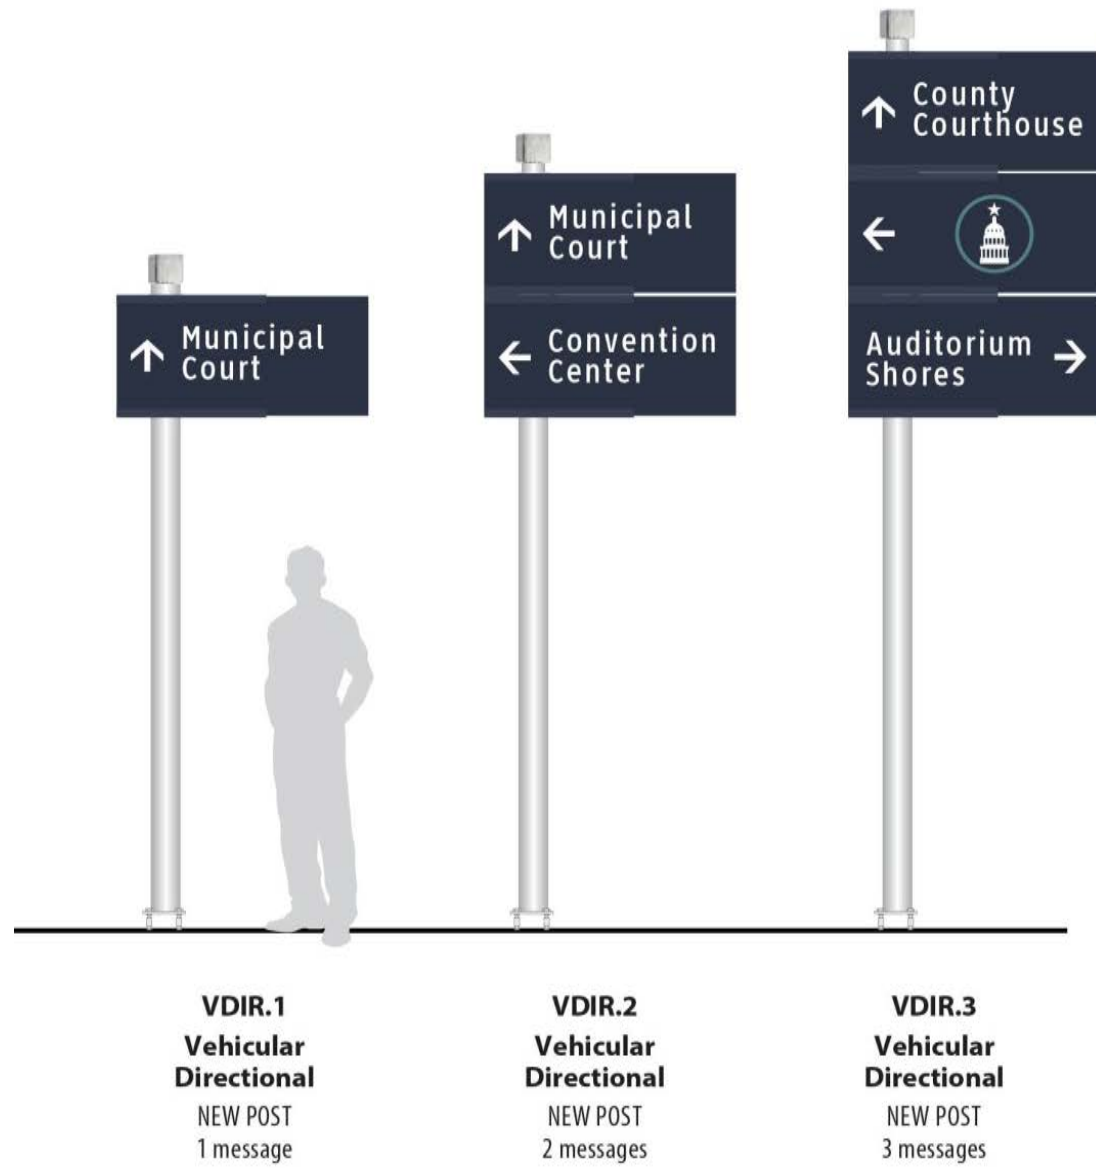 Municipal
Court
Municipal
Court
Convention
Center
County
Courthouse
Auditorium
Shores
VDIR.1
Vehicular
Directional
NEW POST
1 message
VDIR.2
Vehicular
Directional
NEW POST
2 messages
VDIR.3
Vehicular
Directional
NEW POST
3 messages